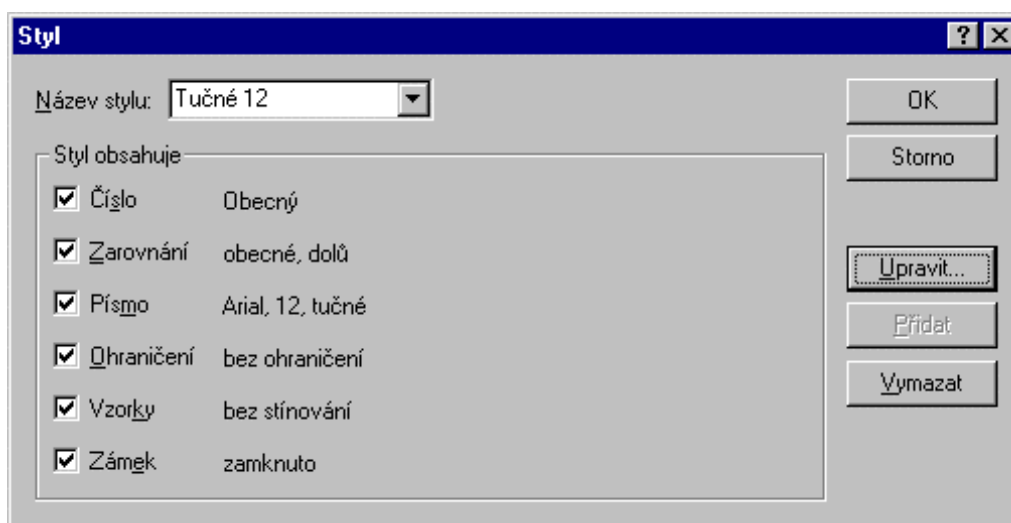 Styl
Název stylu: Tučné 12
OK
Styl obsahuje
Storno
Číslo Obecný
Zarovnání obecné, dolů
Upravit...
Písmo Arial, 12, tučné
Přidat
Ohraničení bez ohraničení
Vymazat
Vzorky bez stínování
Zámek zamknuto